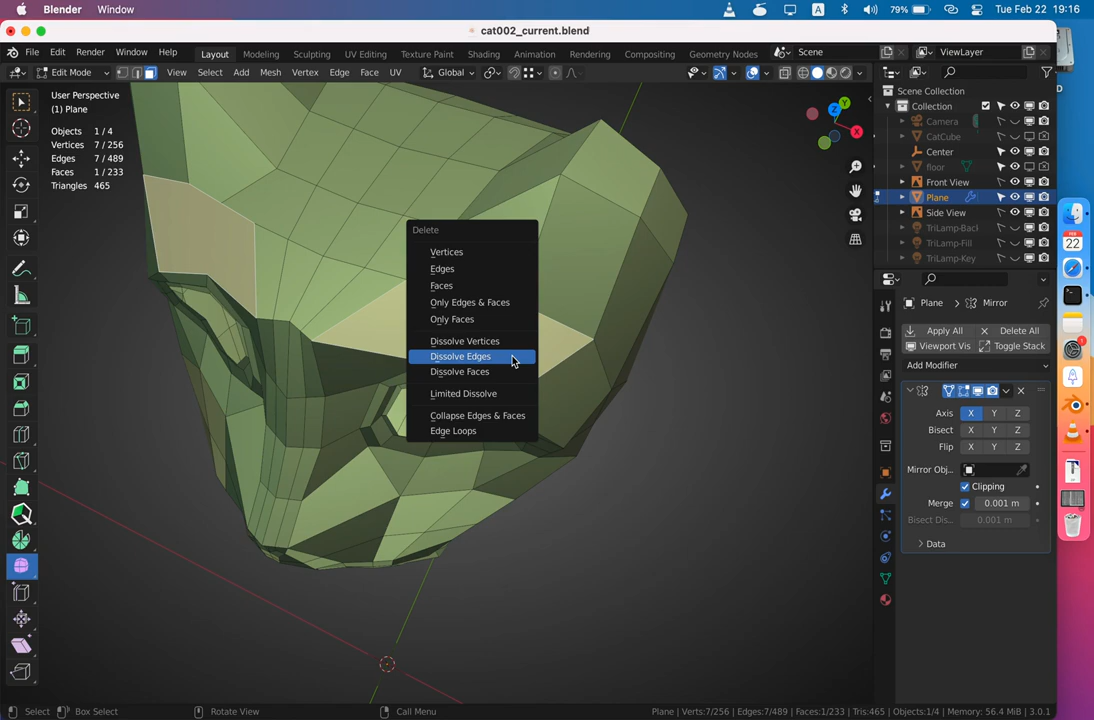 Blender Window A 79% Tue Feb 22 19:16
cat002_current.blend
File Edit Render Window Help Layout Modeling Sculpting UV Editing Texture Paint Shading Animation Rendering Compositing Geometry Nodes Scene ViewLayer
Edit Mode View Select Add Mesh Vertex Edge Face UV Global
User Perspective
(1) Plane
Objects 1 / 4
Vertices 7 / 256
Edges 7 / 489
Faces 1 / 233
Triangles 465
Delete
Vertices
Edges
Faces
Only Edges & Faces
Only Faces
Dissolve Vertices
Dissolve Edges
Dissolve Faces
Limited Dissolve
Collapse Edges & Faces
Edge Loops
Y
Z
X
Scene Collection
Collection
Camera
CatCube
Center
floor
Front View
Plane
Side View
TriLamp-Back
TriLamp-Fill
TriLamp-Key
Plane > Mirror
Apply All Delete All
Viewport Vis Toggle Stack
Add Modifier
Axis X Y Z
Bisect X Y Z
Flip X Y Z
Mirror Obj...
Clipping
Merge 0.001 m
Bisect Dis... 0.001 m
Data
FEB
22
Select Box Select Rotate View Call Menu Plane | Verts:7/256 | Edges:7/489 | Faces:1/233 | Tris:465 | Objects:1/4 | Memory: 56.4 MiB | 3.0.1